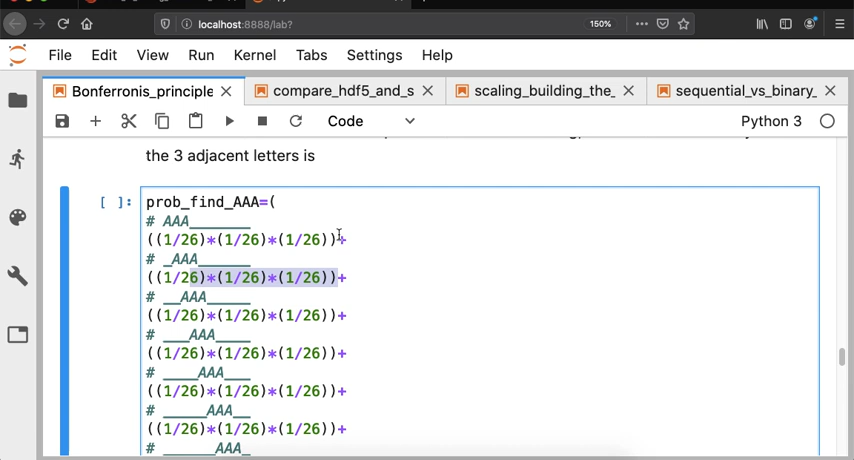 localhost:8888/lab?
150%
File Edit View Run Kernel Tabs Settings Help
Bonferronis_principle compare_hdf5_and_s scaling_building_the_ sequential_vs_binary_
Code Python 3
the 3 adjacent letters is
[ ]: prob_find_AAA=(
# AAA_______
((1/26)*(1/26)*(1/26))+
# _AAA______
((1/26)*(1/26)*(1/26))+
# __AAA_____
((1/26)*(1/26)*(1/26))+
# ___AAA____
((1/26)*(1/26)*(1/26))+
# ____AAA___
((1/26)*(1/26)*(1/26))+
# _____AAA__
((1/26)*(1/26)*(1/26))+
# ______AAA_